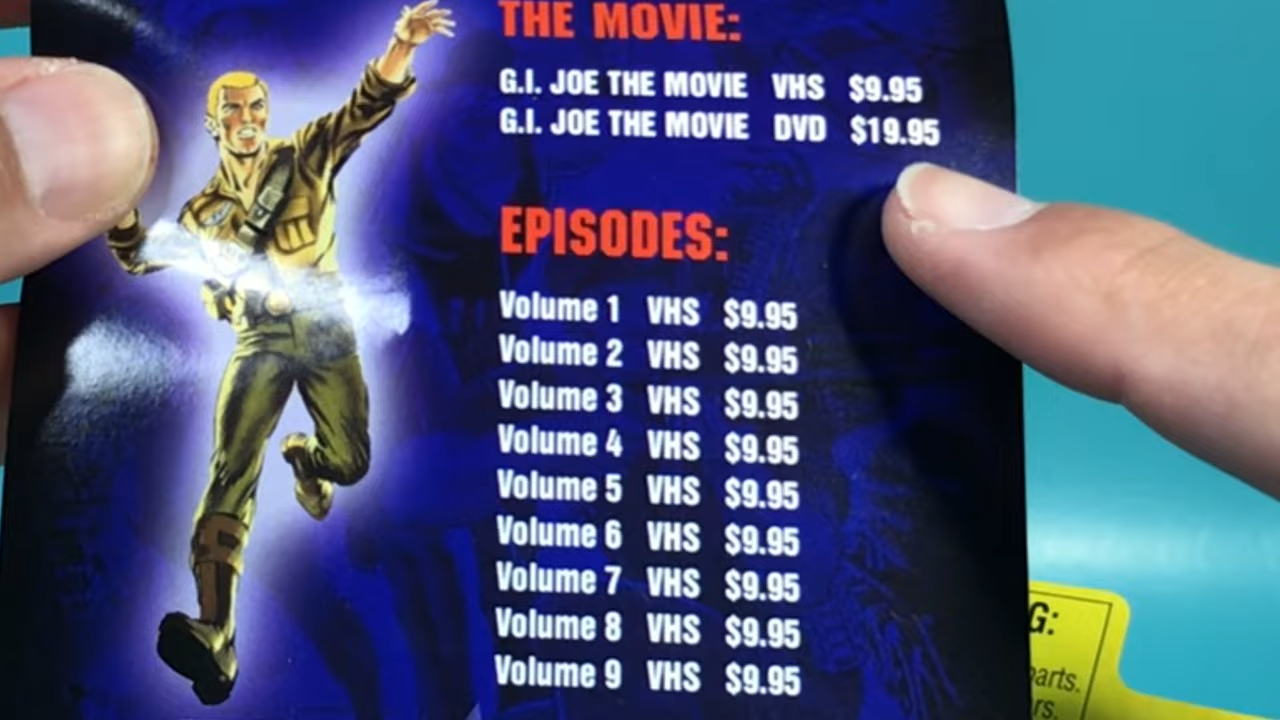 THE MOVIE:
G.I. JOE THE MOVIE VHS $9.95
G.I. JOE THE MOVIE DVD $19.95
EPISODES:
Volume 1 VHS $9.95
Volume 2 VHS $9.95
Volume 3 VHS $9.95
Volume 4 VHS $9.95
Volume 5 VHS $9.95
Volume 6 VHS $9.95
Volume 7 VHS $9.95
Volume 8 VHS $9.95
Volume 9 VHS $9.95